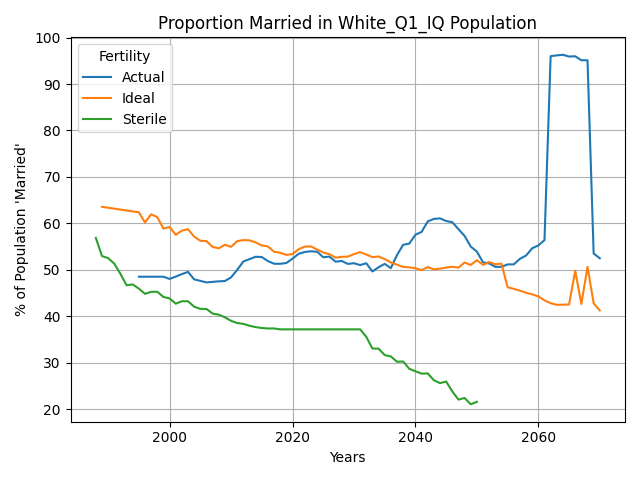 Proportion Married in White_Q1_IQ Population
% of Population 'Married'
100
90
80
70
60
50
40
30
20
Fertility
Actual
Ideal
Sterile
2000
2020
2040
2060
Years